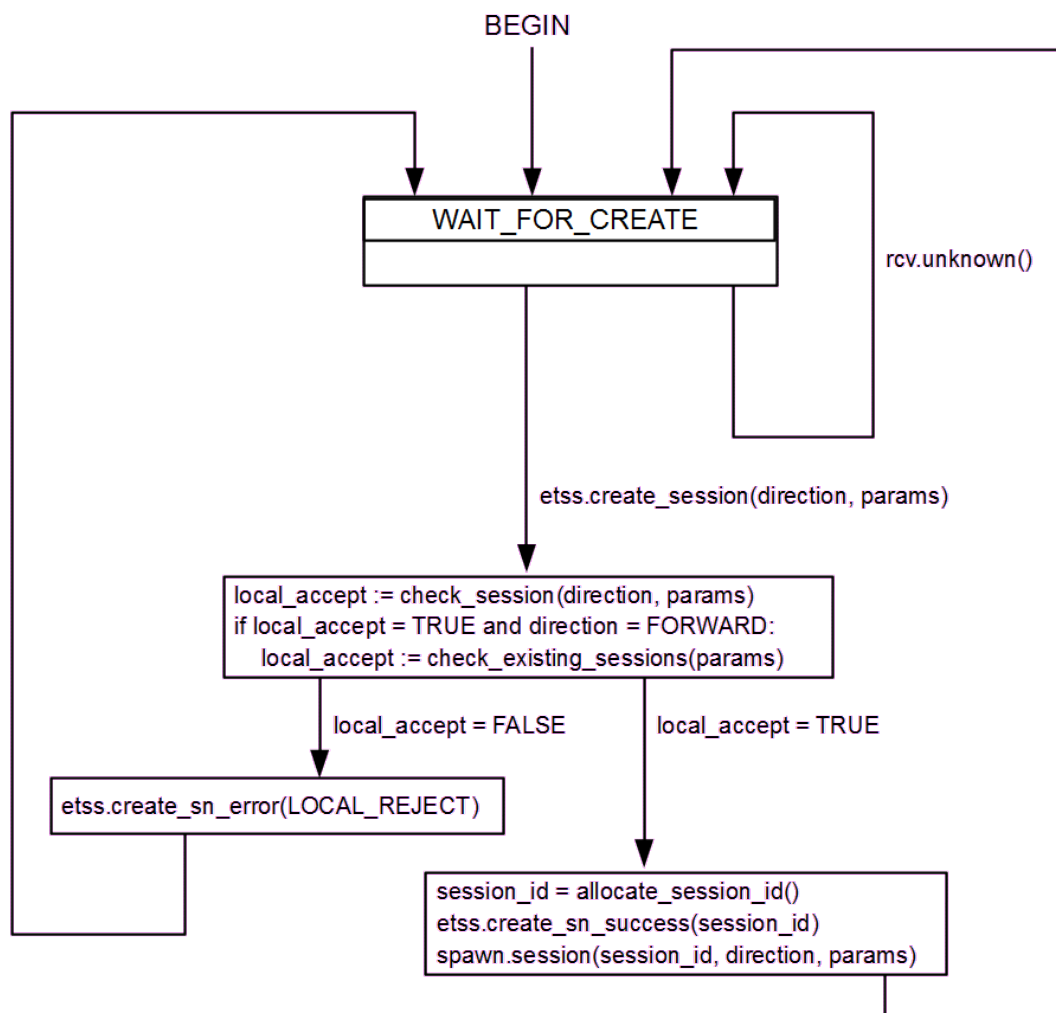 BEGIN
WAIT_FOR_CREATE
rcv.unknown()
etss.create_session(direction, params)
local_accept := check_session(direction, params)
if local_accept = TRUE and direction = FORWARD:
local_accept := check_existing_sessions(params)
local_accept = FALSE
local_accept = TRUE
etss.create_sn_error(LOCAL_REJECT)
session_id = allocate_session_id()
etss.create_sn_success(session_id)
spawn.session(session_id, direction, params)